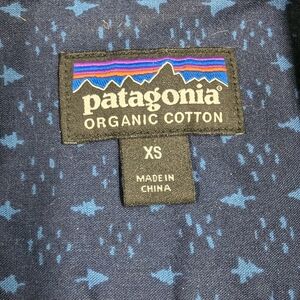 patagonia
ORGANIC COTTON
XS
MADE IN
CHINA